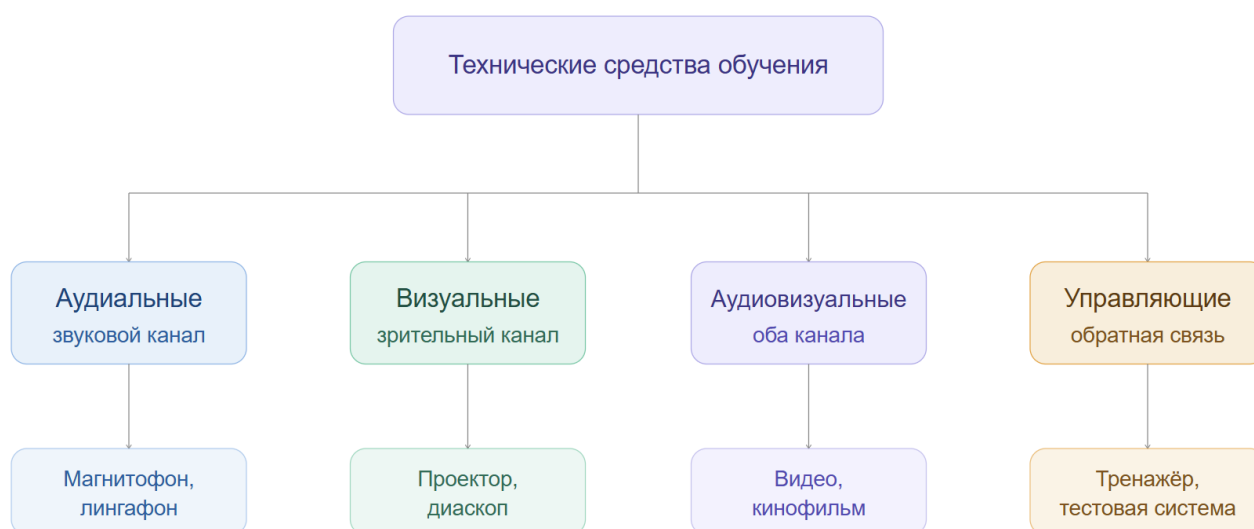 Технические средства обучения
Аудиальные
звуковой канал
Визуальные
зрительный канал
Аудиовизуальные
оба канала
Управляющие
обратная связь
Магнитофон,
лингафон
Проектор,
диаскоп
Видео,
кинофильм
Тренажёр,
тестовая система